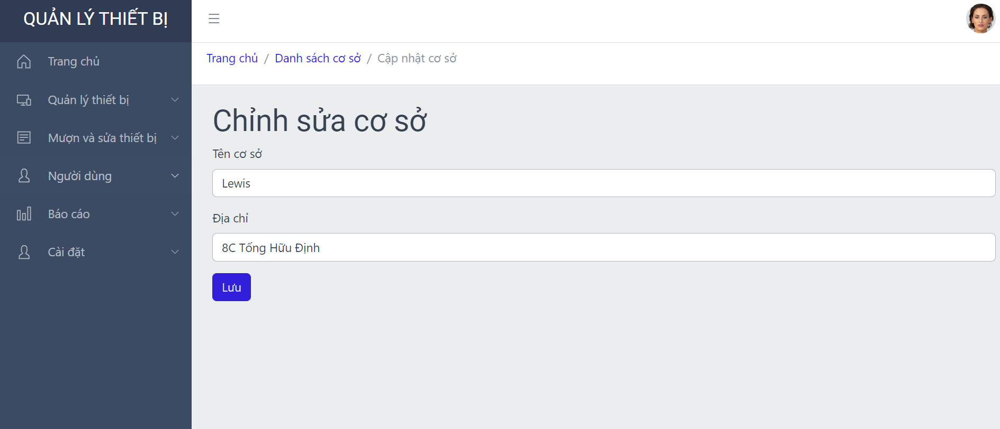 QUẢN LÝ THIẾT BỊ
Trang chủ
Quản lý thiết bị
Mượn và sửa thiết bị
Người dùng
Báo cáo
Cài đặt
Trang chủ / Danh sách cơ sở / Cập nhật cơ sở
Chỉnh sửa cơ sở
Tên cơ sở
Lewis
Địa chỉ
8C Tống Hữu Định
Lưu